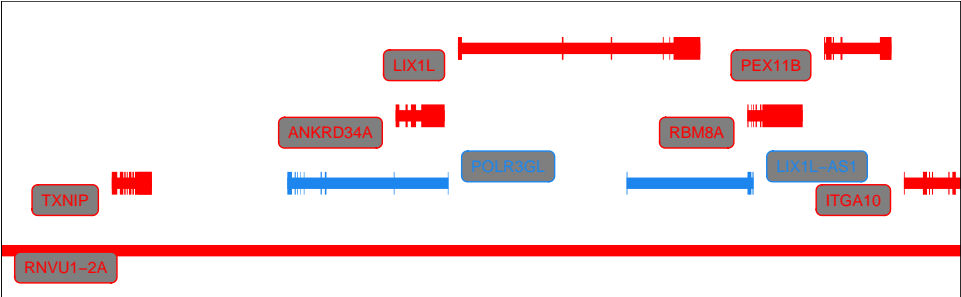 LIX1L
PEX11B
ANKRD34A
RBM8A
POLR3GL
LIX1L–AS1
TXNIP
ITGA10
RNVU1–2A